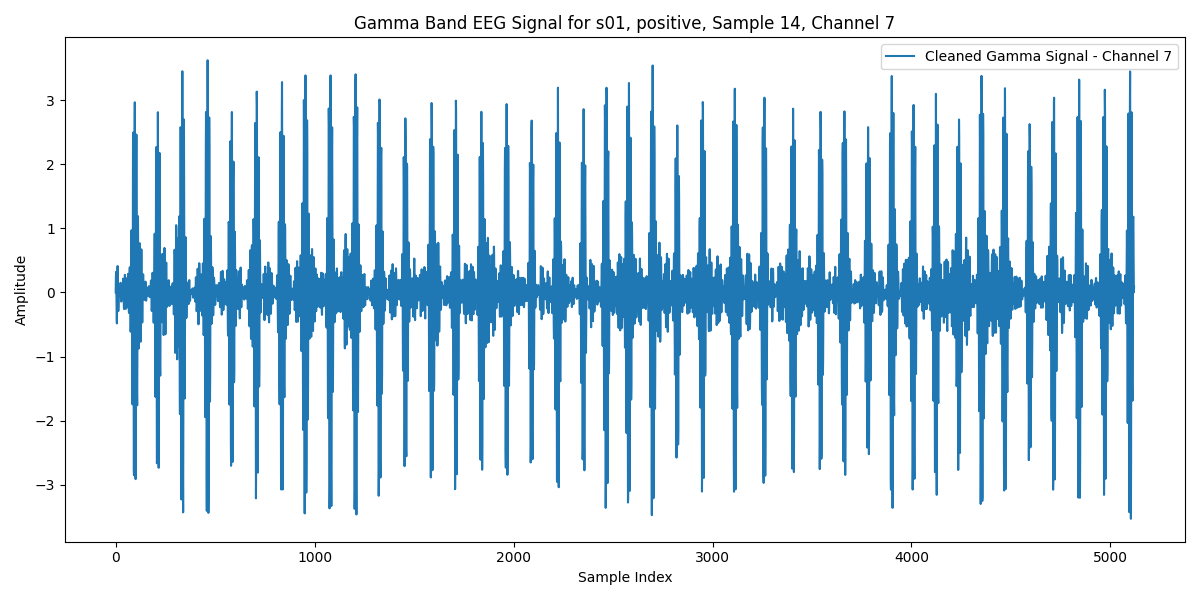 Gamma Band EEG Signal for s01, positive, Sample 14, Channel 7
Cleaned Gamma Signal - Channel 7
3
2
1
0
−1
−2
−3
Amplitude
0 1000 2000 3000 4000 5000
Sample Index